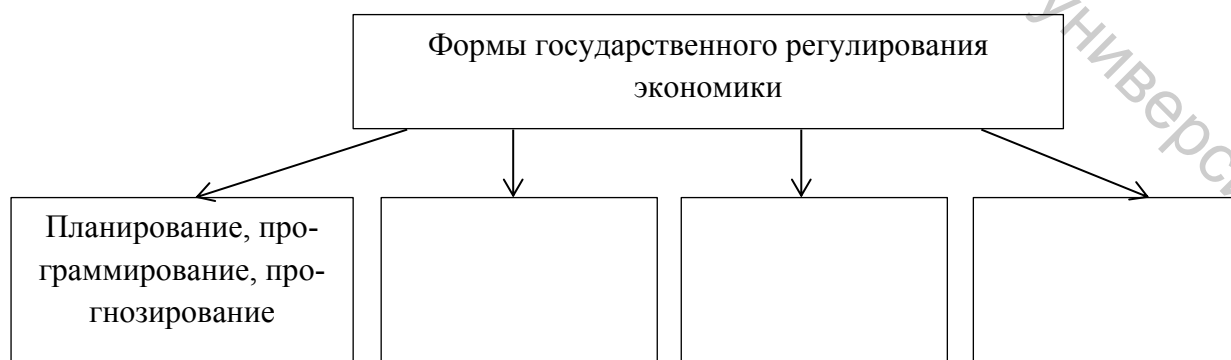 Формы государственного регулирования
экономики
Планирование, про-
граммирование, про-
гнозирование